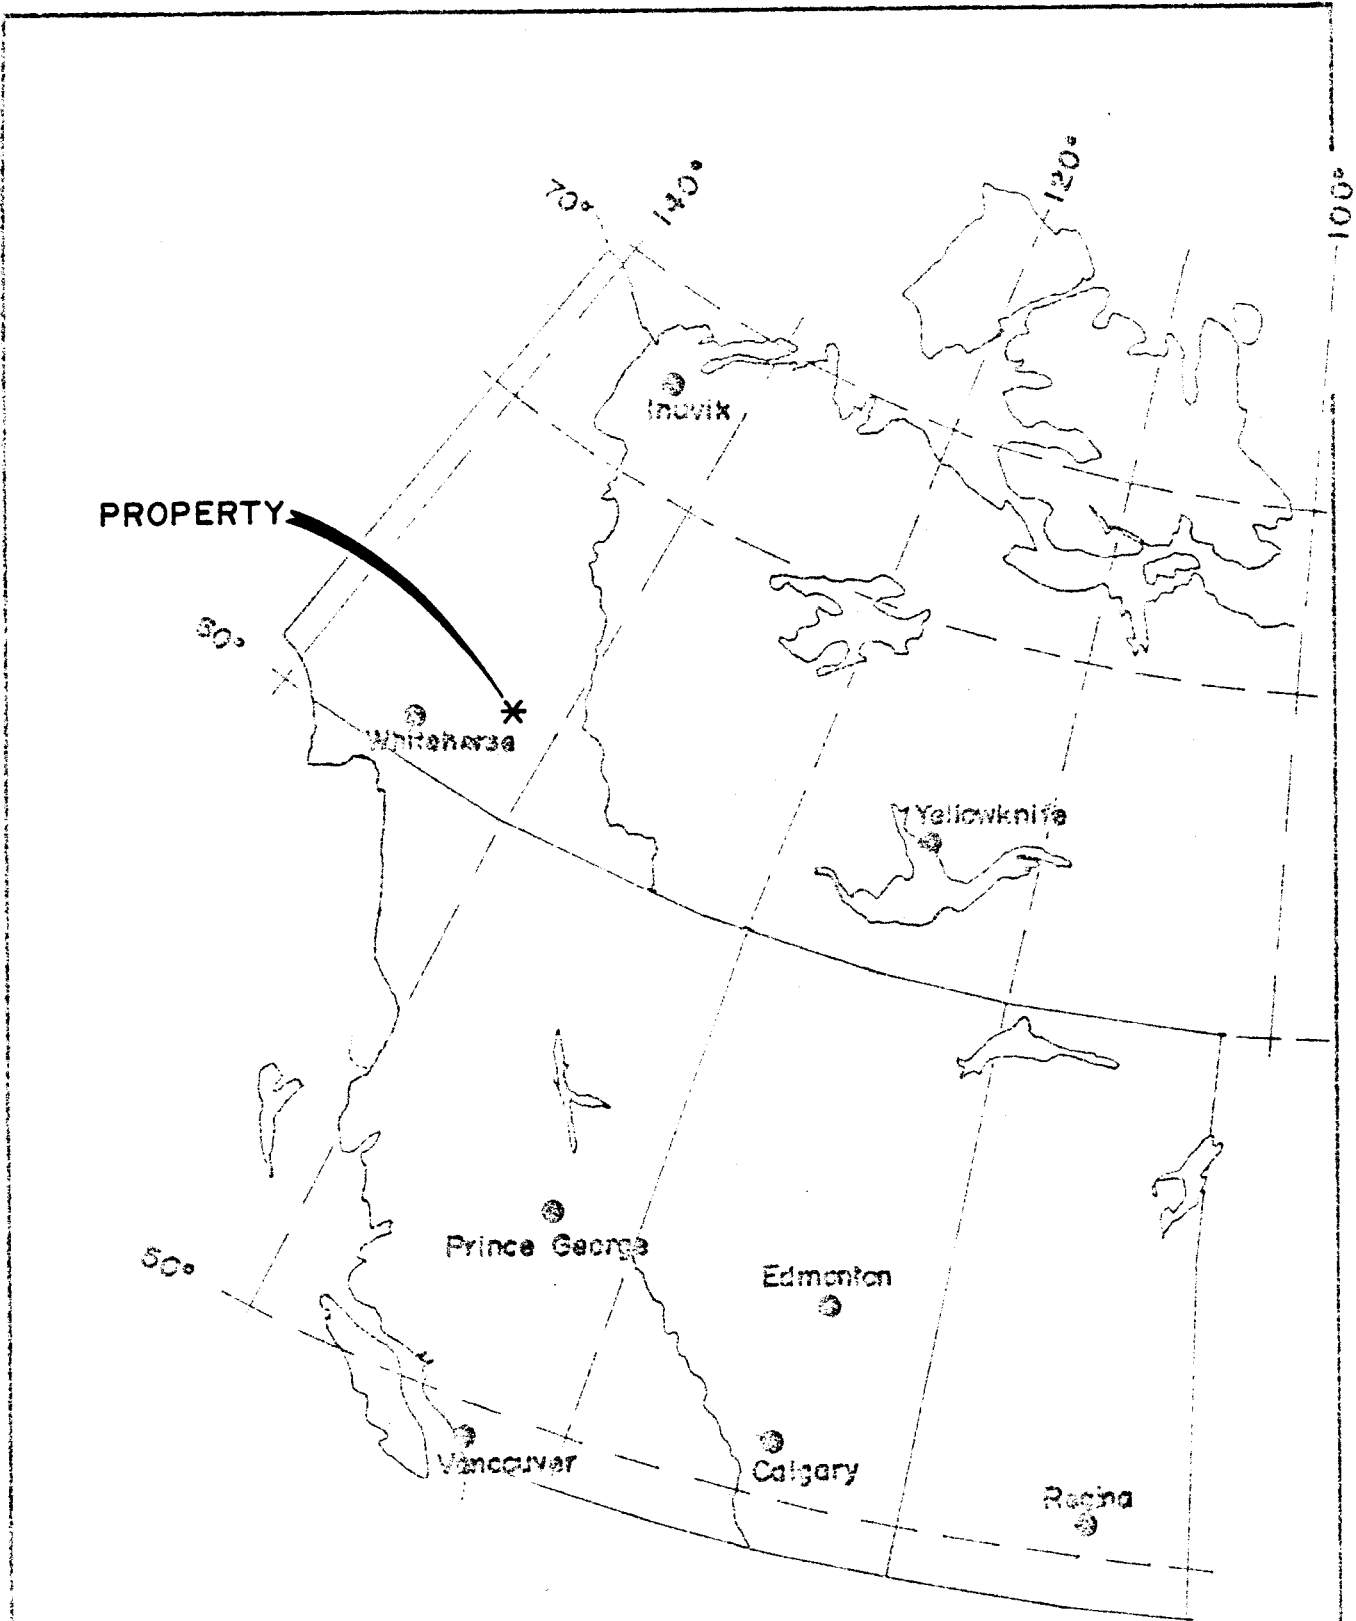 120°
140°
70°
100°
Inuvik
PROPERTY
60°
Whitehorse
Yellowknife
Prince George
50°
Edmonton
Vancouver
Calgary
Regina